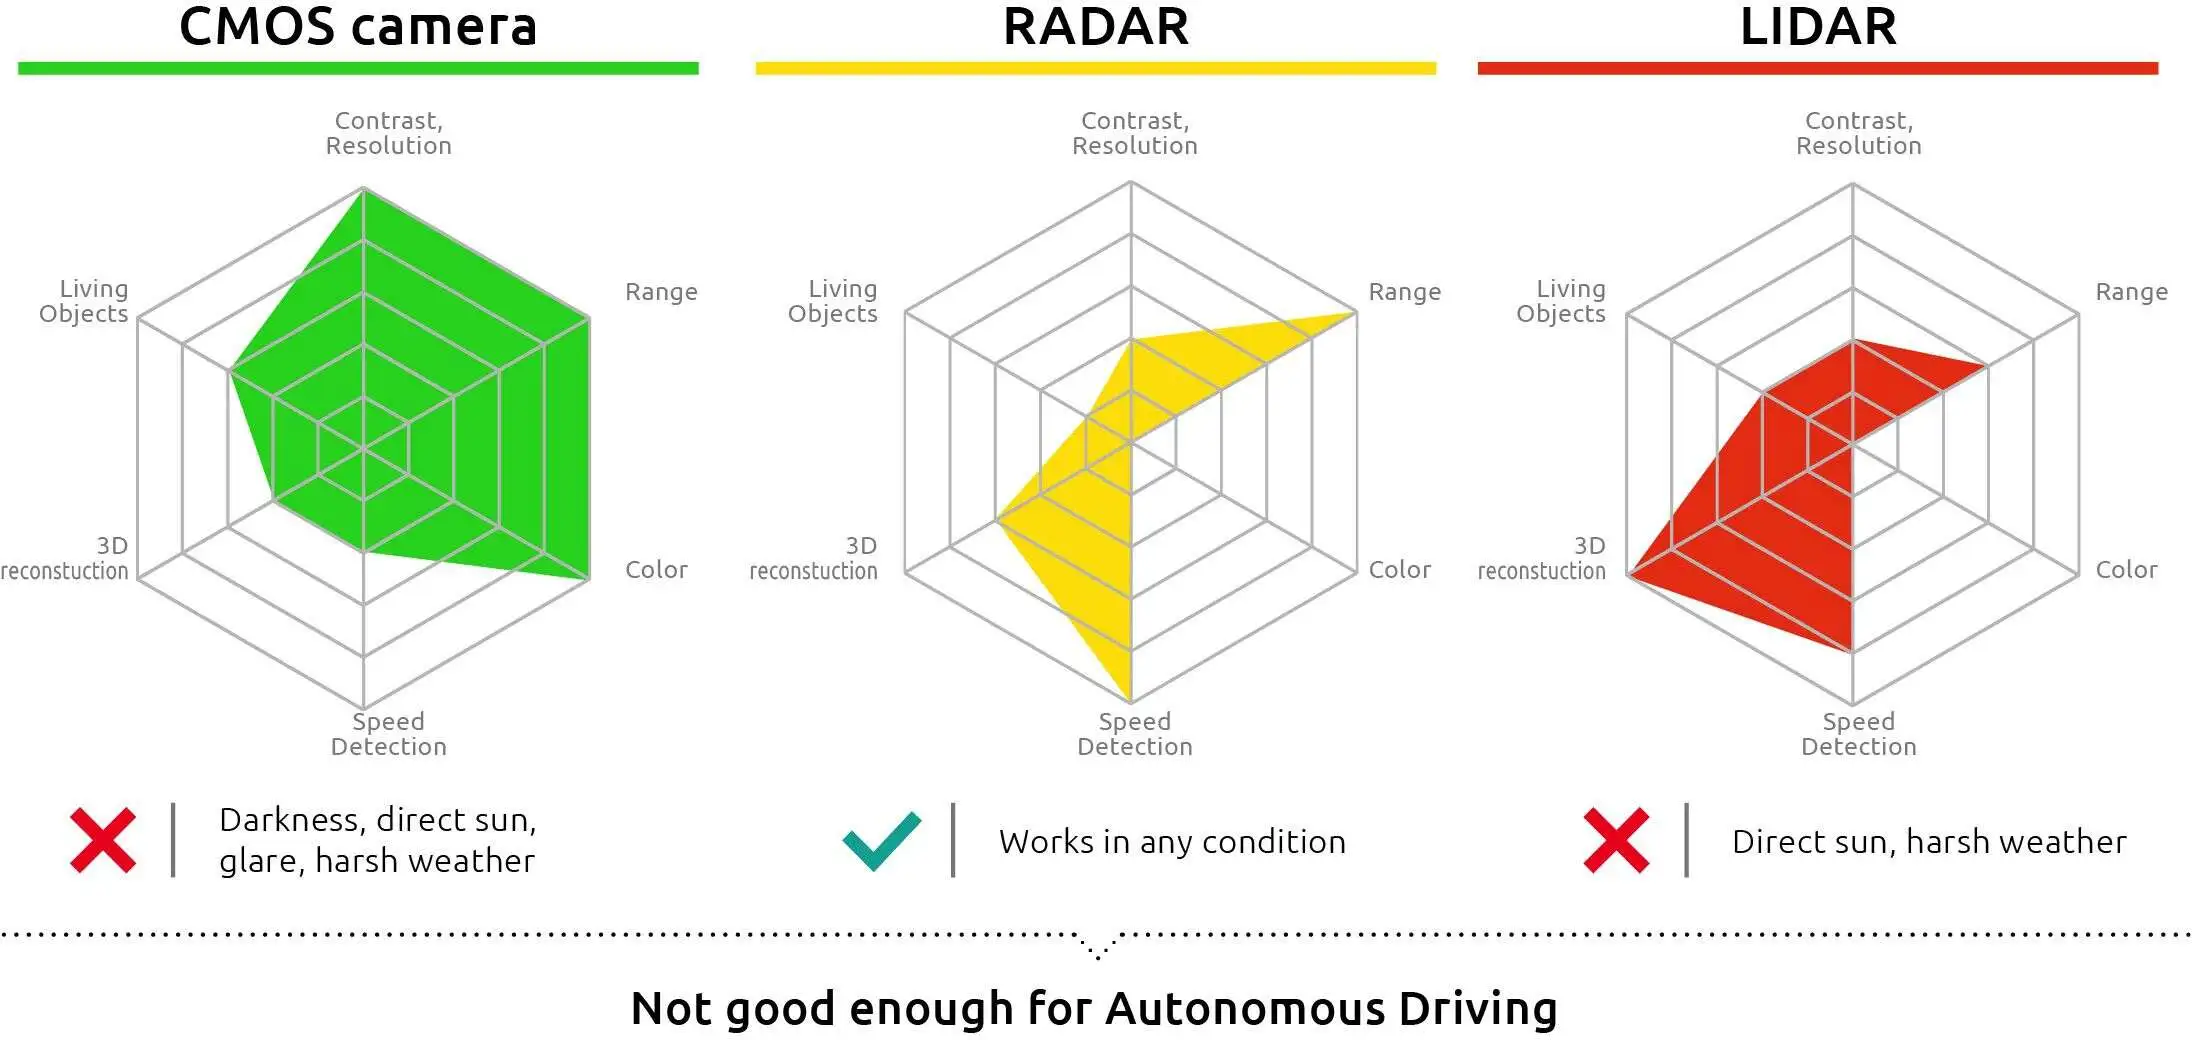 CMOS camera
Contrast,
Resolution
Living
Objects
Range
3D
reconstuction
Color
Speed
Detection
Darkness, direct sun,
glare, harsh weather
RADAR
Contrast,
Resolution
Living
Objects
Range
3D
reconstuction
Color
Speed
Detection
Works in any condition
LIDAR
Contrast,
Resolution
Living
Objects
Range
3D
reconstuction
Color
Speed
Detection
Direct sun, harsh weather
Not good enough for Autonomous Driving